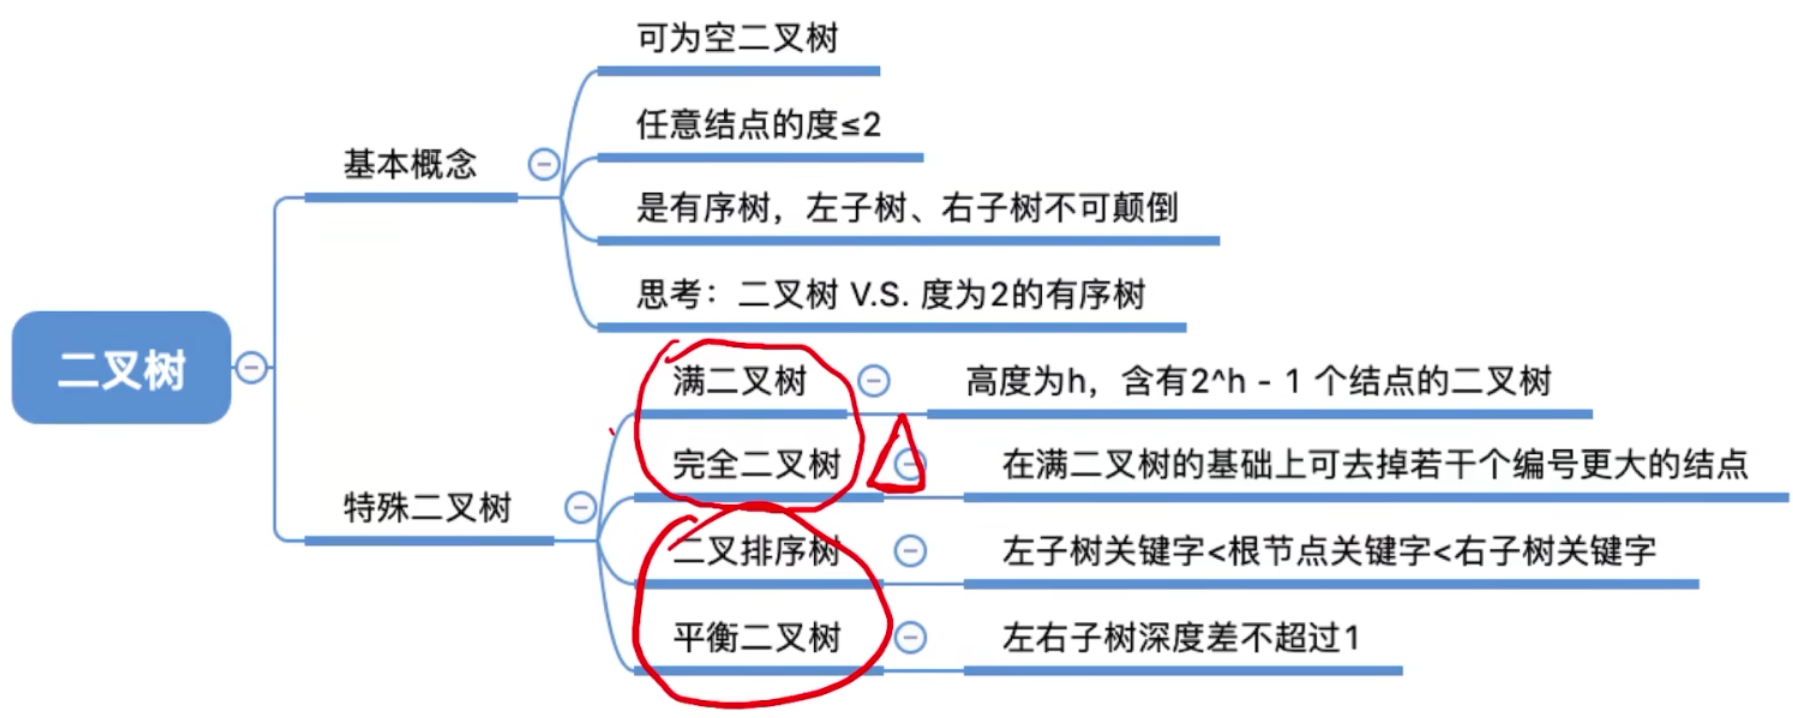 可为空二叉树
任意结点的度≤2
基本概念
是有序树，左子树、右子树不可颠倒
思考：二叉树 V.S. 度为2的有序树
二叉树
满二叉树
高度为h，含有2^h - 1 个结点的二叉树
完全二叉树
在满二叉树的基础上可去掉若干个编号更大的结点
特殊二叉树
二叉排序树
左子树关键字<根节点关键字<右子树关键字
平衡二叉树
左右子树深度差不超过1